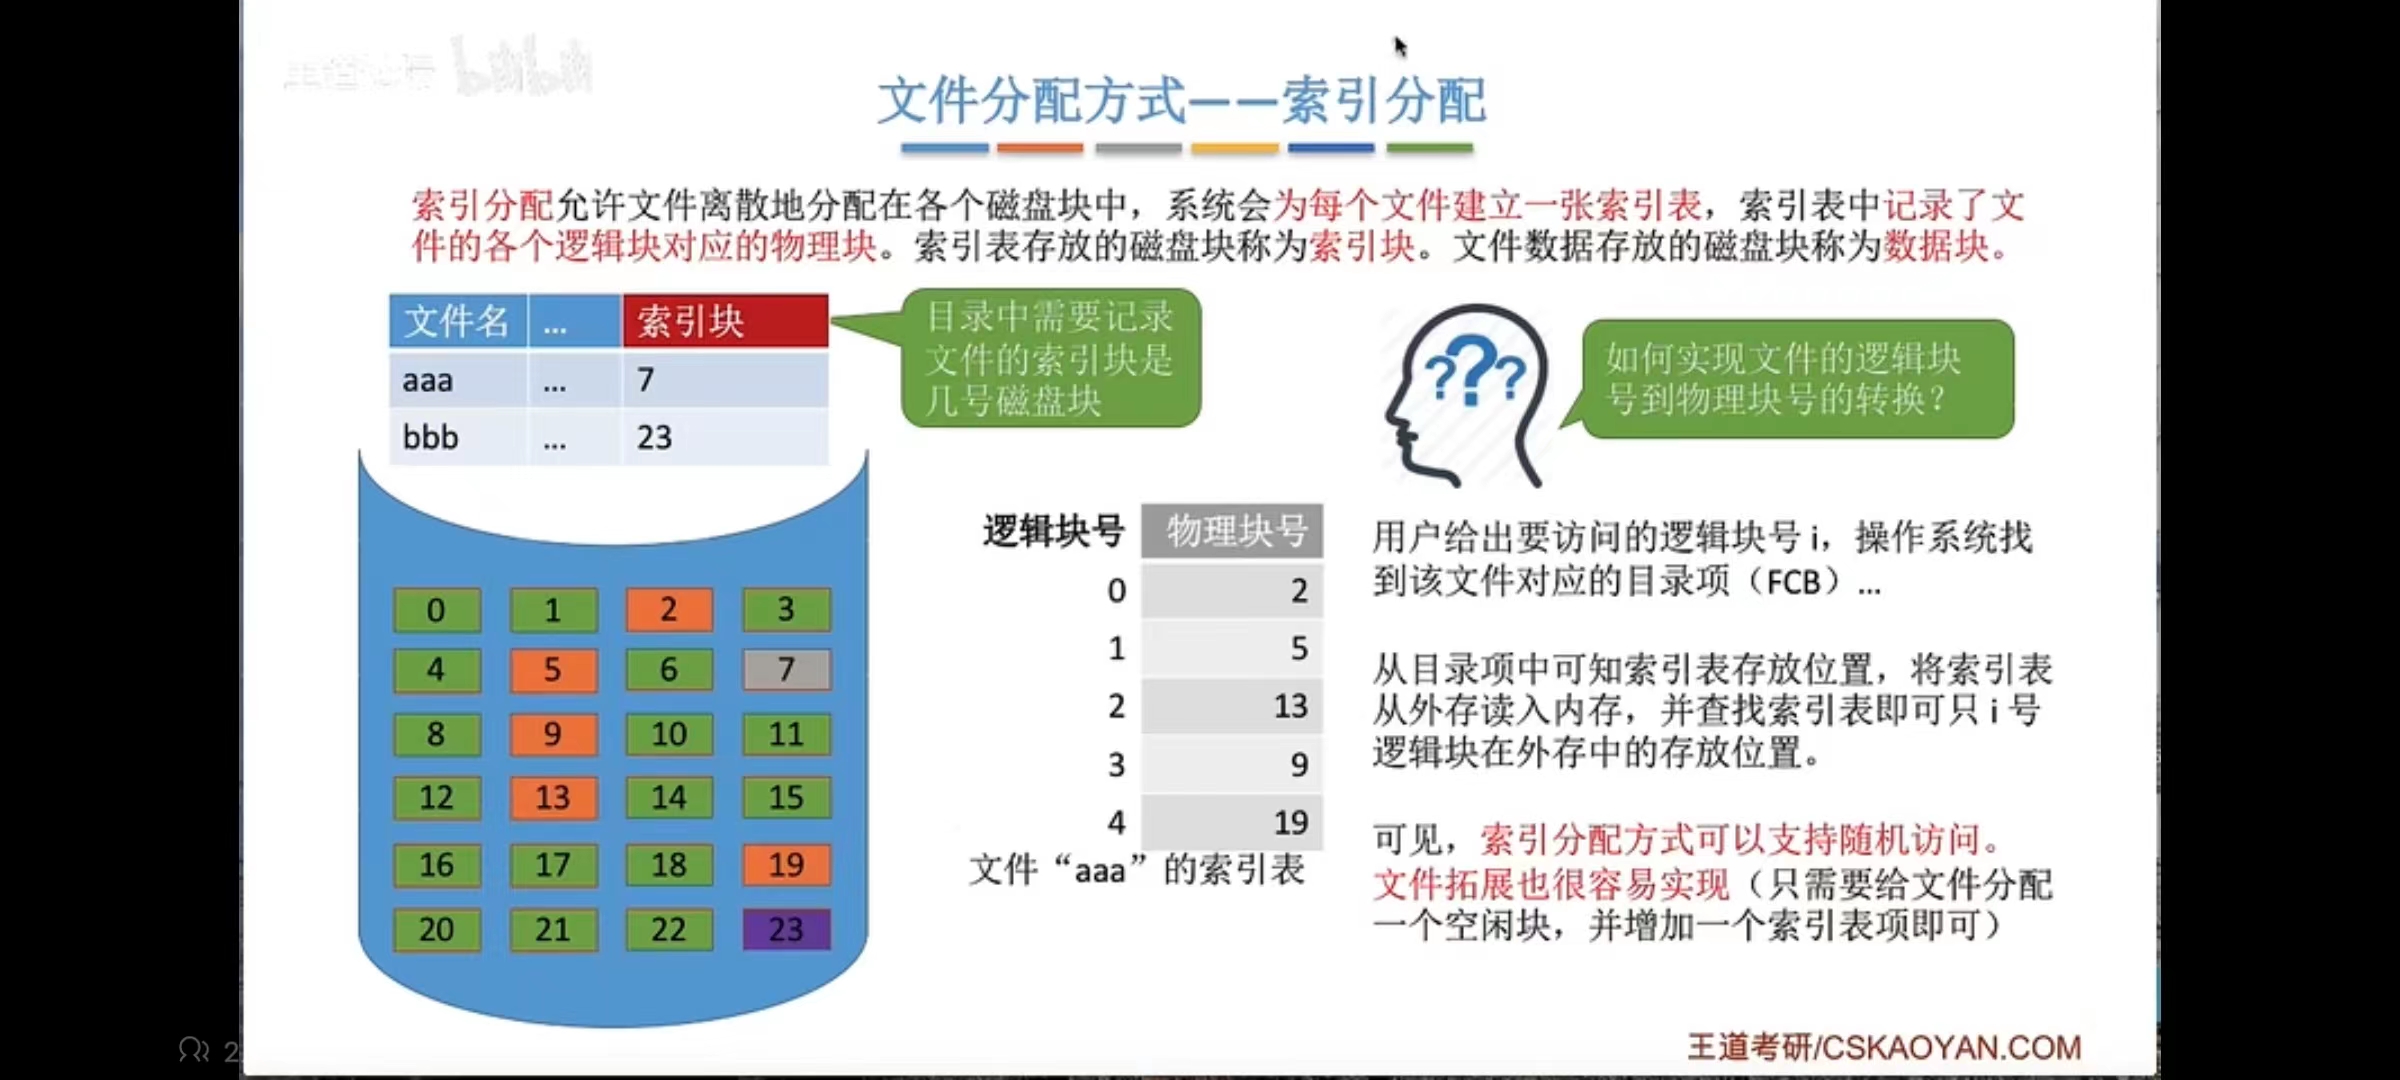 文件分配方式——索引分配
索引分配允许文件离散地分配在各个磁盘块中，系统会为每个文件建立一张索引表，索引表中记录了文
件的各个逻辑块对应的物理块。索引表存放的磁盘块称为索引块。文件数据存放的磁盘块称为数据块。
文件名 ... 索引块
aaa ... 7
bbb ... 23
目录中需要记录
文件的索引块是
几号磁盘块
???
如何实现文件的逻辑块
号到物理块号的转换？
0 1 2 3
4 5 6 7
8 9 10 11
12 13 14 15
16 17 18 19
20 21 22 23
逻辑块号 物理块号
0 2
1 5
2 13
3 9
4 19
文件“aaa”的索引表
用户给出要访问的逻辑块号 i，操作系统找
到该文件对应的目录项（FCB）...
从目录项中可知索引表存放位置，将索引表
从外存读入内存，并查找索引表即可只 i 号
逻辑块在外存中的存放位置。
可见，索引分配方式可以支持随机访问。
文件拓展也很容易实现（只需要给文件分配
一个空闲块，并增加一个索引表项即可）
王道考研/CSKAOYAN.COM
bilibili